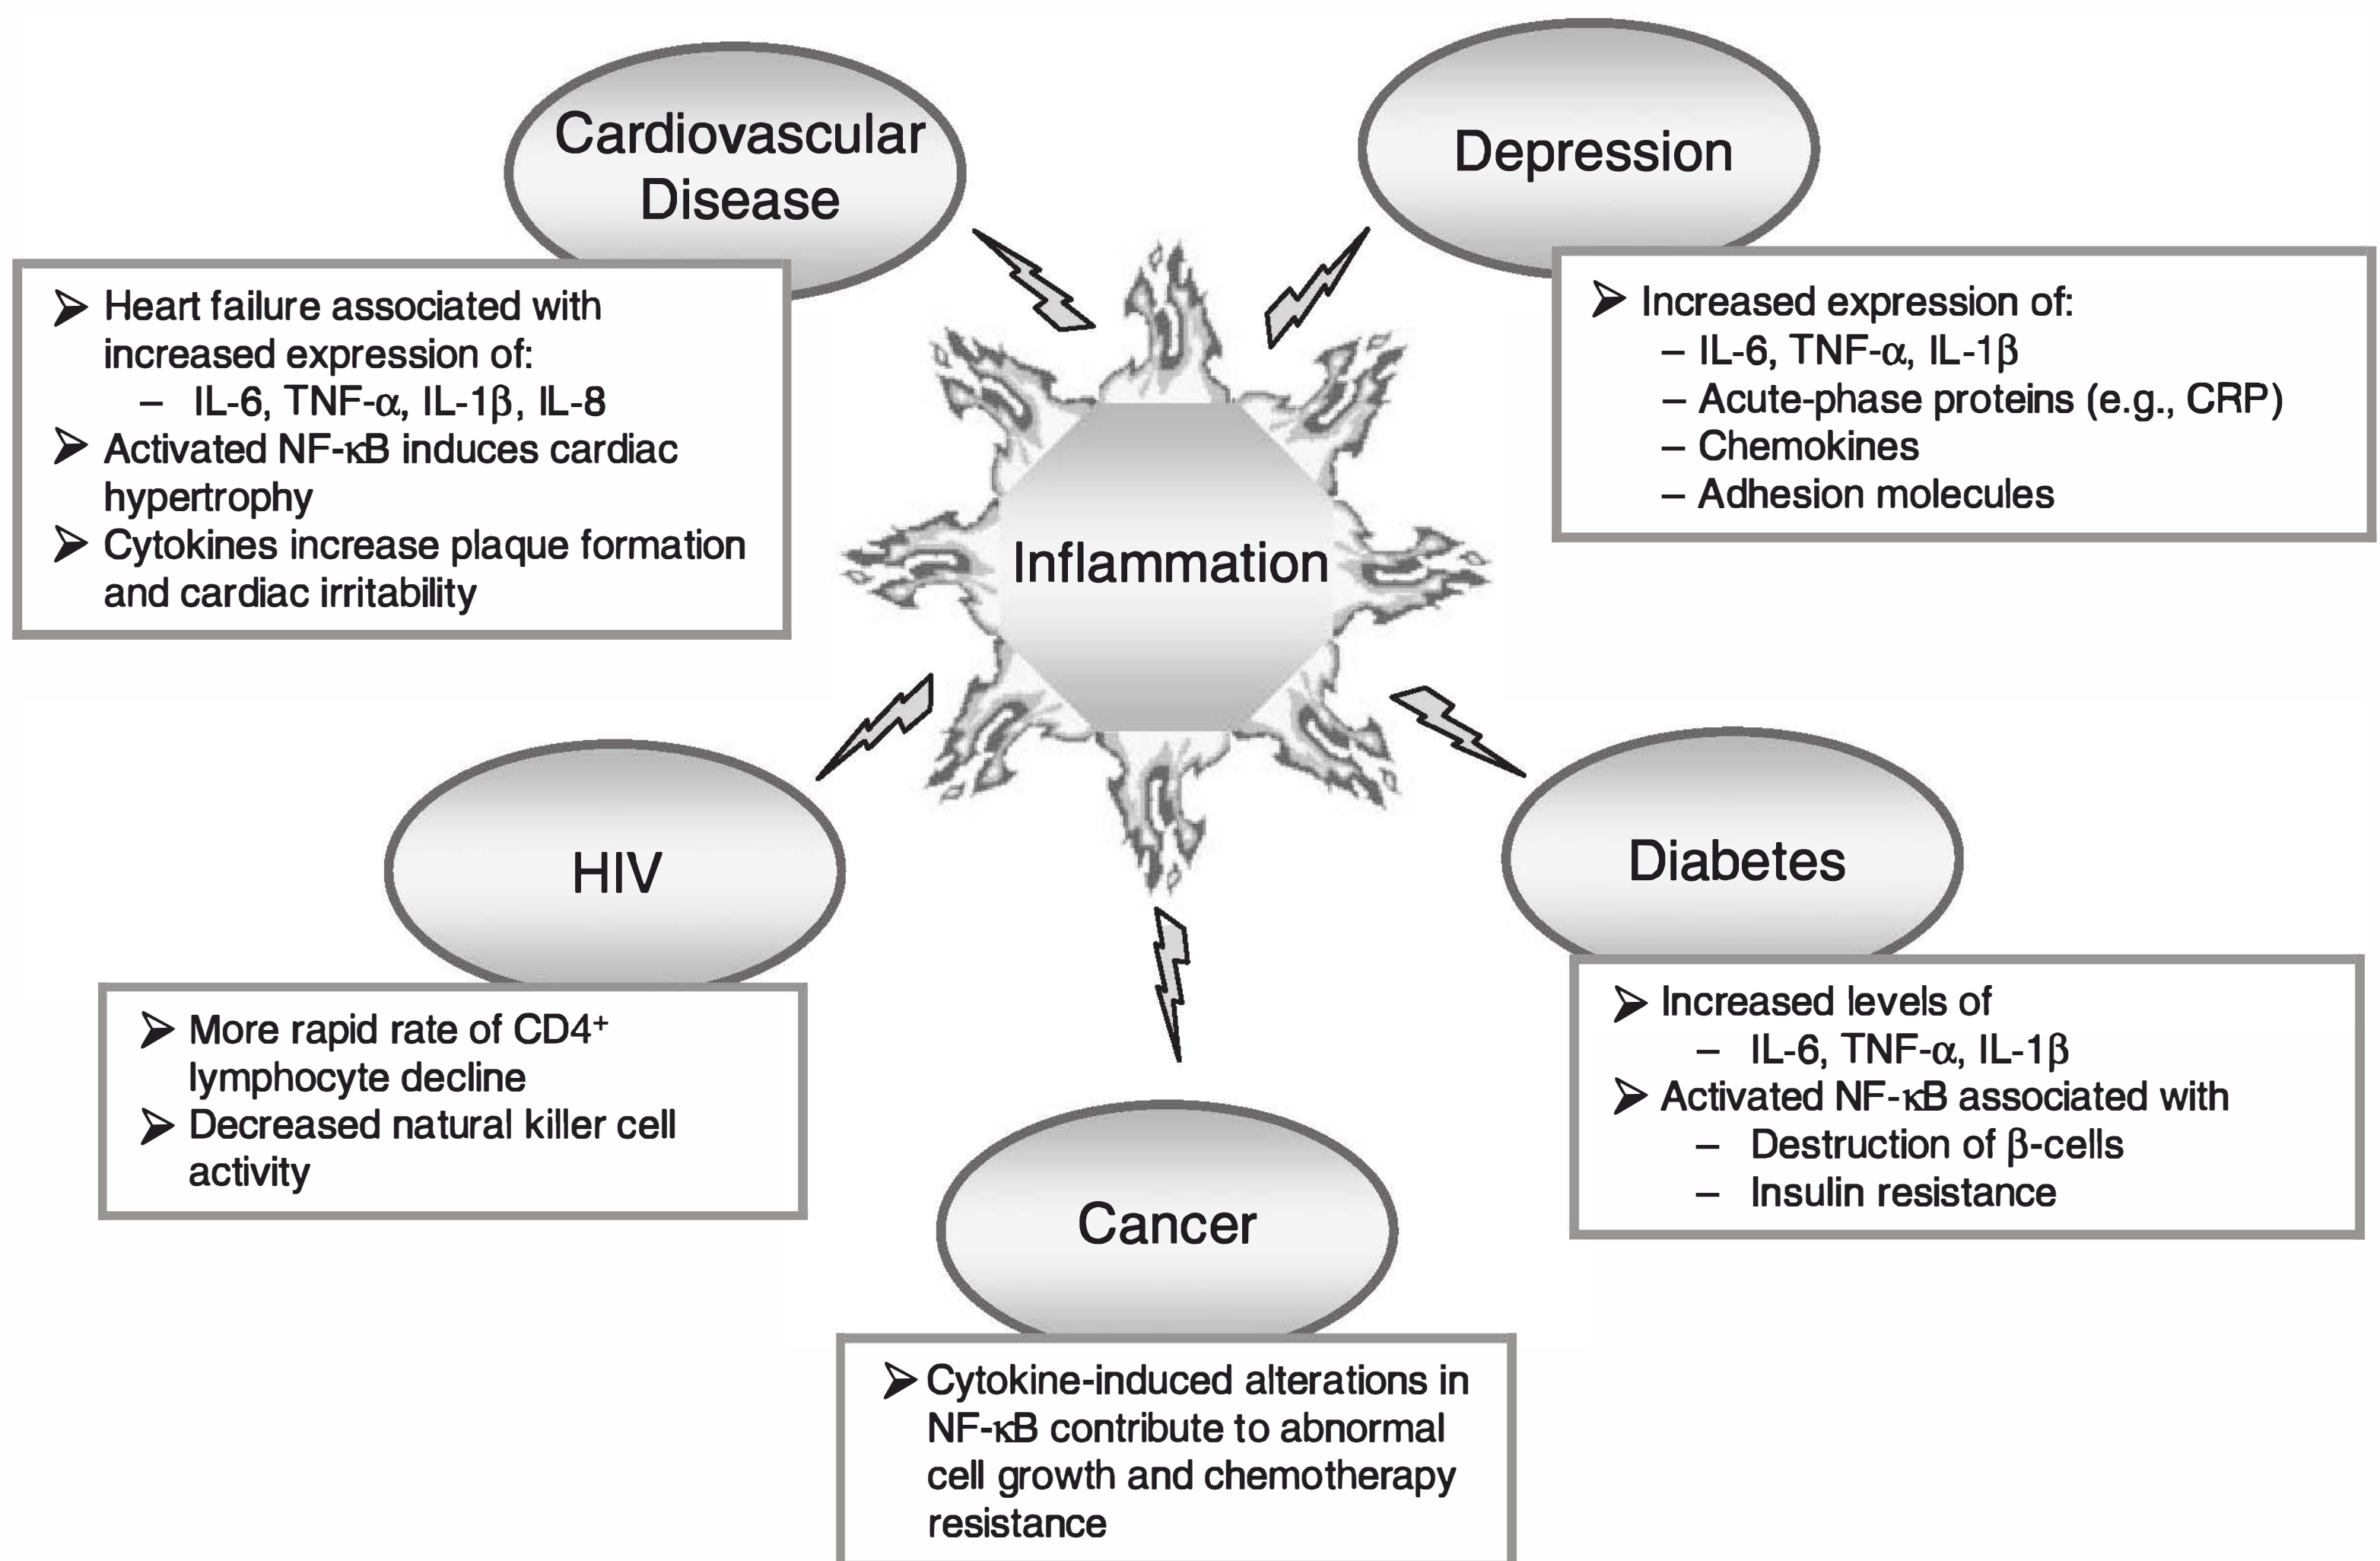 Cardiovascular
Disease
➢ Heart failure associated with
increased expression of:
– IL-6, TNF-α, IL-1β, IL-8
➢ Activated NF-κB induces cardiac
hypertrophy
➢ Cytokines increase plaque formation
and cardiac irritability
Depression
➢ Increased expression of:
– IL-6, TNF-α, IL-1β
– Acute-phase proteins (e.g., CRP)
– Chemokines
– Adhesion molecules
Inflammation
HIV
➢ More rapid rate of CD4⁺
lymphocyte decline
➢ Decreased natural killer cell
activity
Diabetes
➢ Increased levels of
– IL-6, TNF-α, IL-1β
➢ Activated NF-κB associated with
– Destruction of β-cells
– Insulin resistance
Cancer
➢ Cytokine-induced alterations in
NF-κB contribute to abnormal
cell growth and chemotherapy
resistance